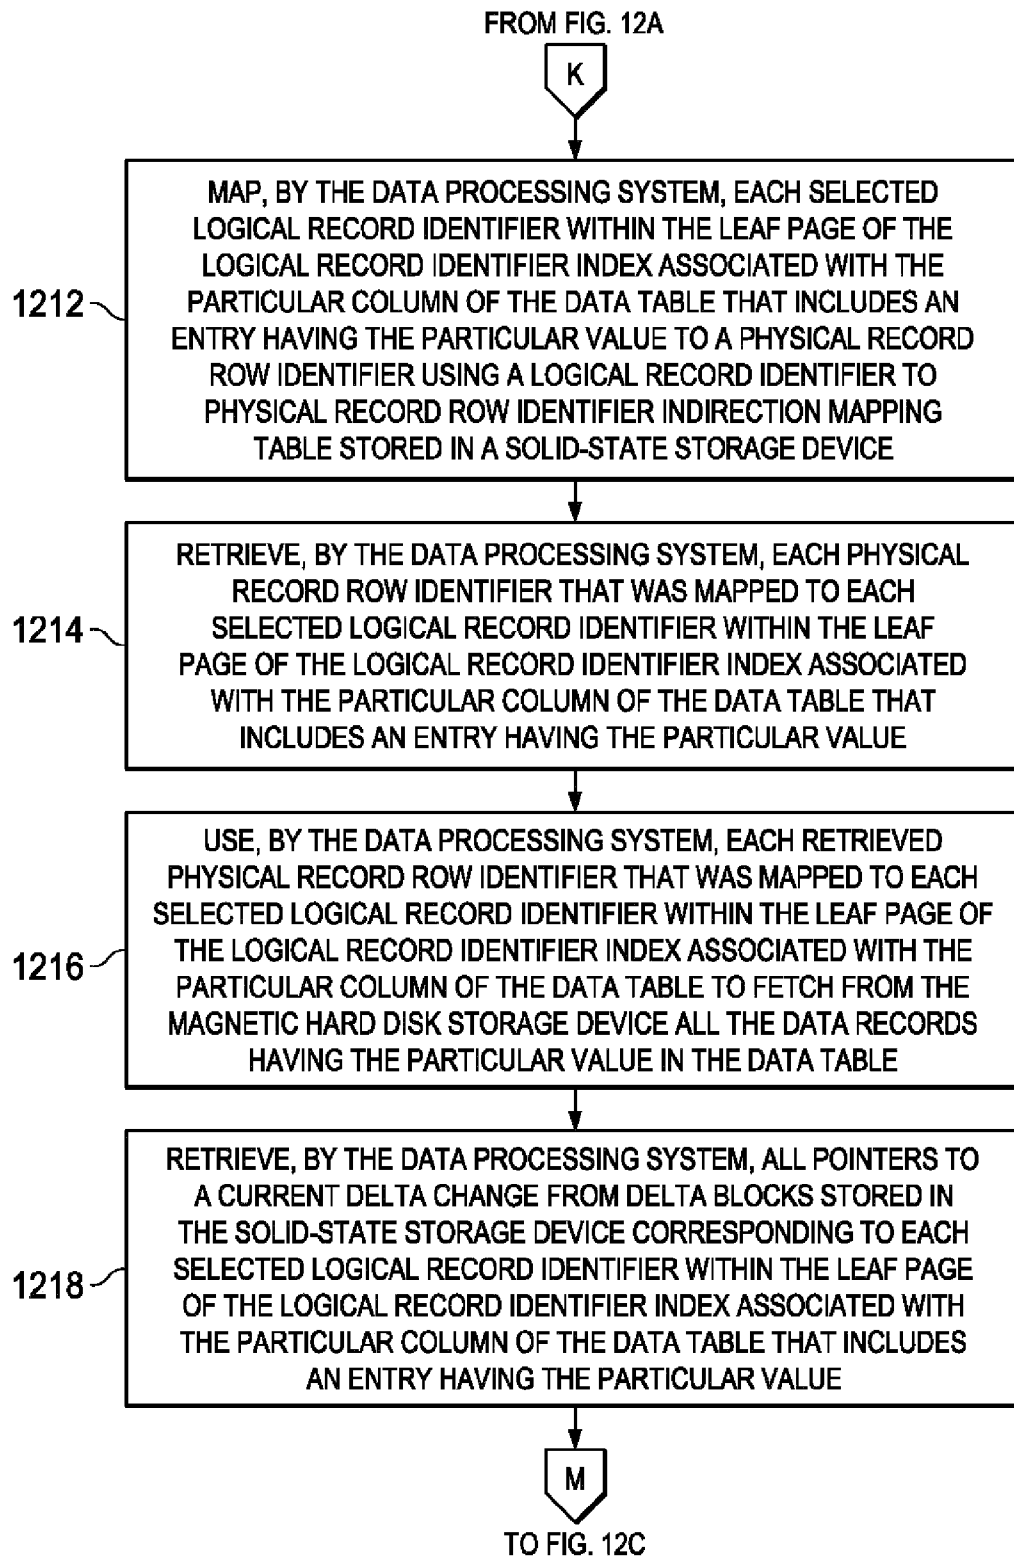 FROM FIG. 12A
K
1212
MAP, BY THE DATA PROCESSING SYSTEM, EACH SELECTED
LOGICAL RECORD IDENTIFIER WITHIN THE LEAF PAGE OF THE
LOGICAL RECORD IDENTIFIER INDEX ASSOCIATED WITH THE
PARTICULAR COLUMN OF THE DATA TABLE THAT INCLUDES AN
ENTRY HAVING THE PARTICULAR VALUE TO A PHYSICAL RECORD
ROW IDENTIFIER USING A LOGICAL RECORD IDENTIFIER TO
PHYSICAL RECORD ROW IDENTIFIER INDIRECTION MAPPING
TABLE STORED IN A SOLID-STATE STORAGE DEVICE
1214
RETRIEVE, BY THE DATA PROCESSING SYSTEM, EACH PHYSICAL
RECORD ROW IDENTIFIER THAT WAS MAPPED TO EACH
SELECTED LOGICAL RECORD IDENTIFIER WITHIN THE LEAF
PAGE OF THE LOGICAL RECORD IDENTIFIER INDEX ASSOCIATED
WITH THE PARTICULAR COLUMN OF THE DATA TABLE THAT
INCLUDES AN ENTRY HAVING THE PARTICULAR VALUE
1216
USE, BY THE DATA PROCESSING SYSTEM, EACH RETRIEVED
PHYSICAL RECORD ROW IDENTIFIER THAT WAS MAPPED TO EACH
SELECTED LOGICAL RECORD IDENTIFIER WITHIN THE LEAF PAGE OF
THE LOGICAL RECORD IDENTIFIER INDEX ASSOCIATED WITH THE
PARTICULAR COLUMN OF THE DATA TABLE TO FETCH FROM THE
MAGNETIC HARD DISK STORAGE DEVICE ALL THE DATA RECORDS
HAVING THE PARTICULAR VALUE IN THE DATA TABLE
1218
RETRIEVE, BY THE DATA PROCESSING SYSTEM, ALL POINTERS TO
A CURRENT DELTA CHANGE FROM DELTA BLOCKS STORED IN
THE SOLID-STATE STORAGE DEVICE CORRESPONDING TO EACH
SELECTED LOGICAL RECORD IDENTIFIER WITHIN THE LEAF PAGE
OF THE LOGICAL RECORD IDENTIFIER INDEX ASSOCIATED WITH
THE PARTICULAR COLUMN OF THE DATA TABLE THAT INCLUDES
AN ENTRY HAVING THE PARTICULAR VALUE
M
TO FIG. 12C